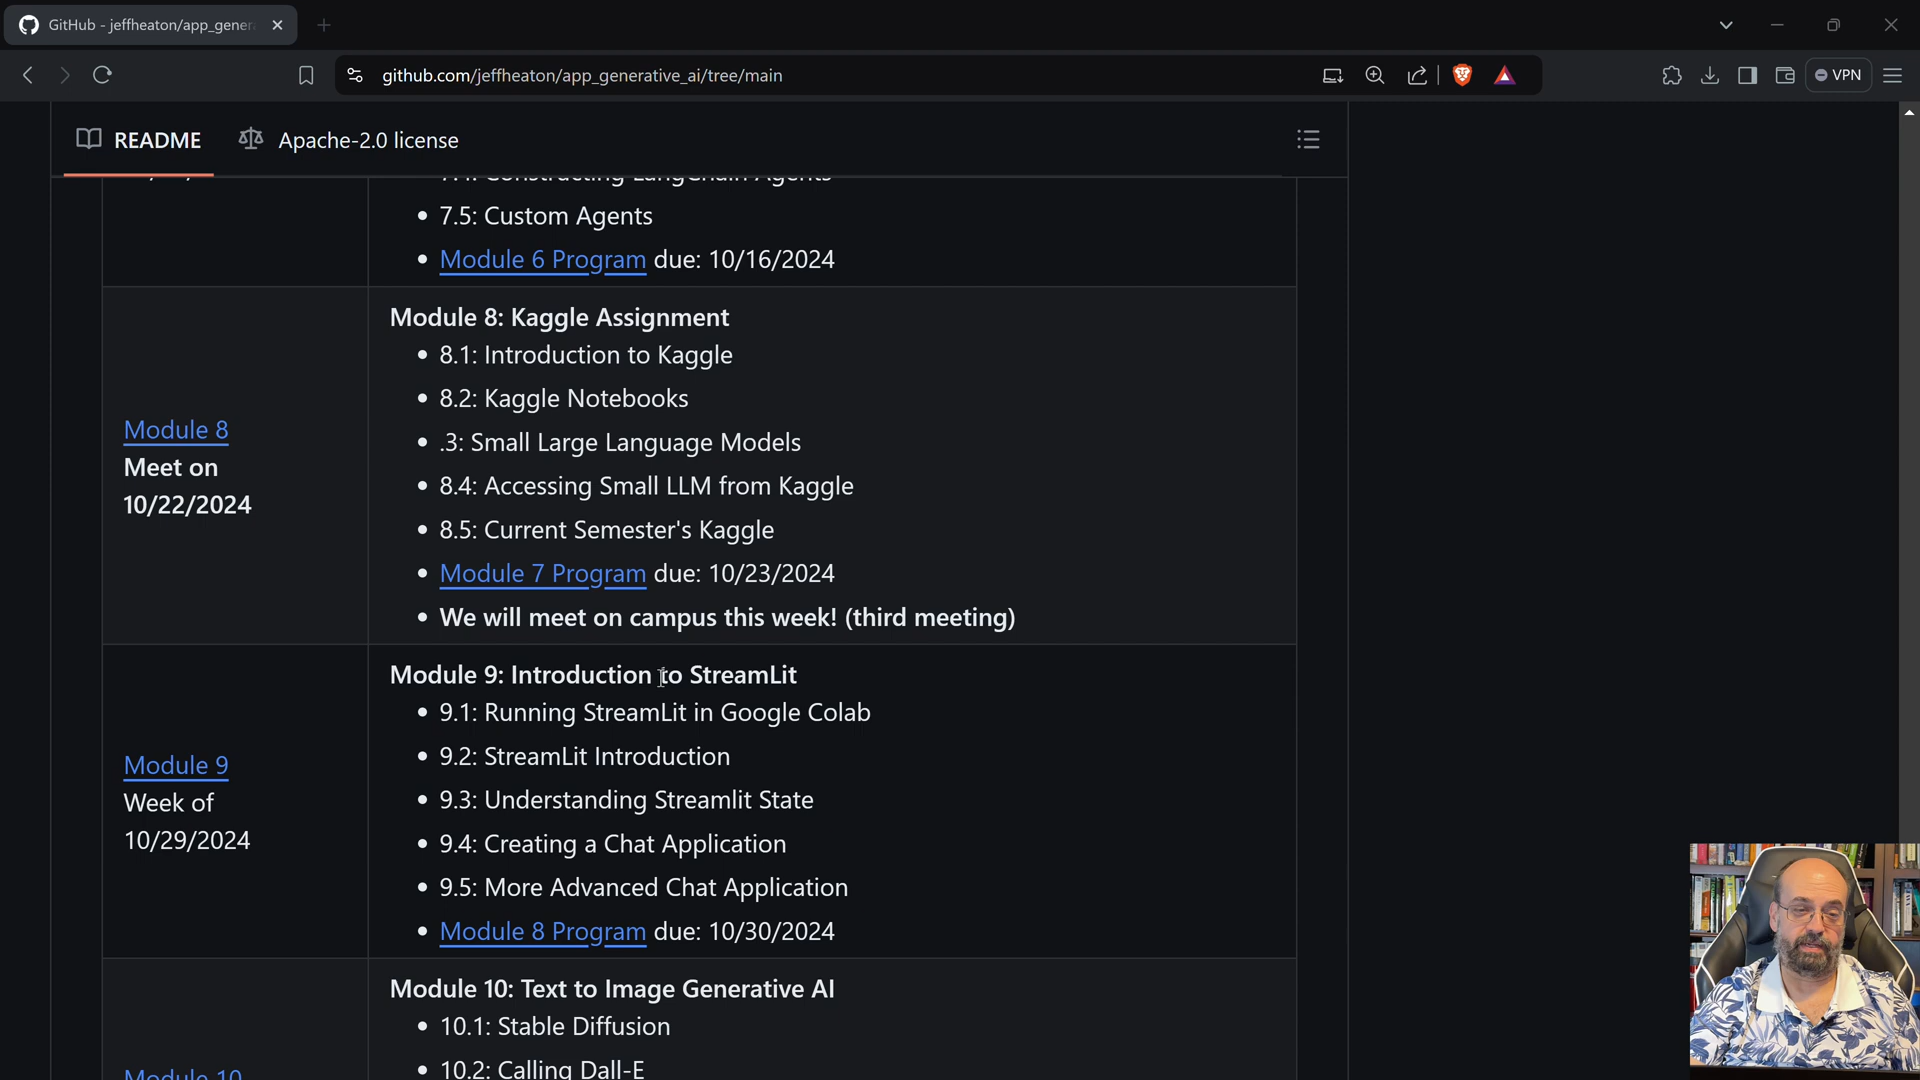 GitHub - jeffheaton/app_gener
github.com/jeffheaton/app_generative_ai/tree/main
VPN
README
Apache-2.0 license
7.4: Constructing LangChain Agents
7.5: Custom Agents
Module 6 Program due: 10/16/2024
Module 8
Meet on
10/22/2024
Module 8: Kaggle Assignment
8.1: Introduction to Kaggle
8.2: Kaggle Notebooks
.3: Small Large Language Models
8.4: Accessing Small LLM from Kaggle
8.5: Current Semester's Kaggle
Module 7 Program due: 10/23/2024
We will meet on campus this week! (third meeting)
Module 9
Week of
10/29/2024
Module 9: Introduction to StreamLit
9.1: Running StreamLit in Google Colab
9.2: StreamLit Introduction
9.3: Understanding Streamlit State
9.4: Creating a Chat Application
9.5: More Advanced Chat Application
Module 8 Program due: 10/30/2024
Module 10
Module 10: Text to Image Generative AI
10.1: Stable Diffusion
10.2: Calling Dall-E